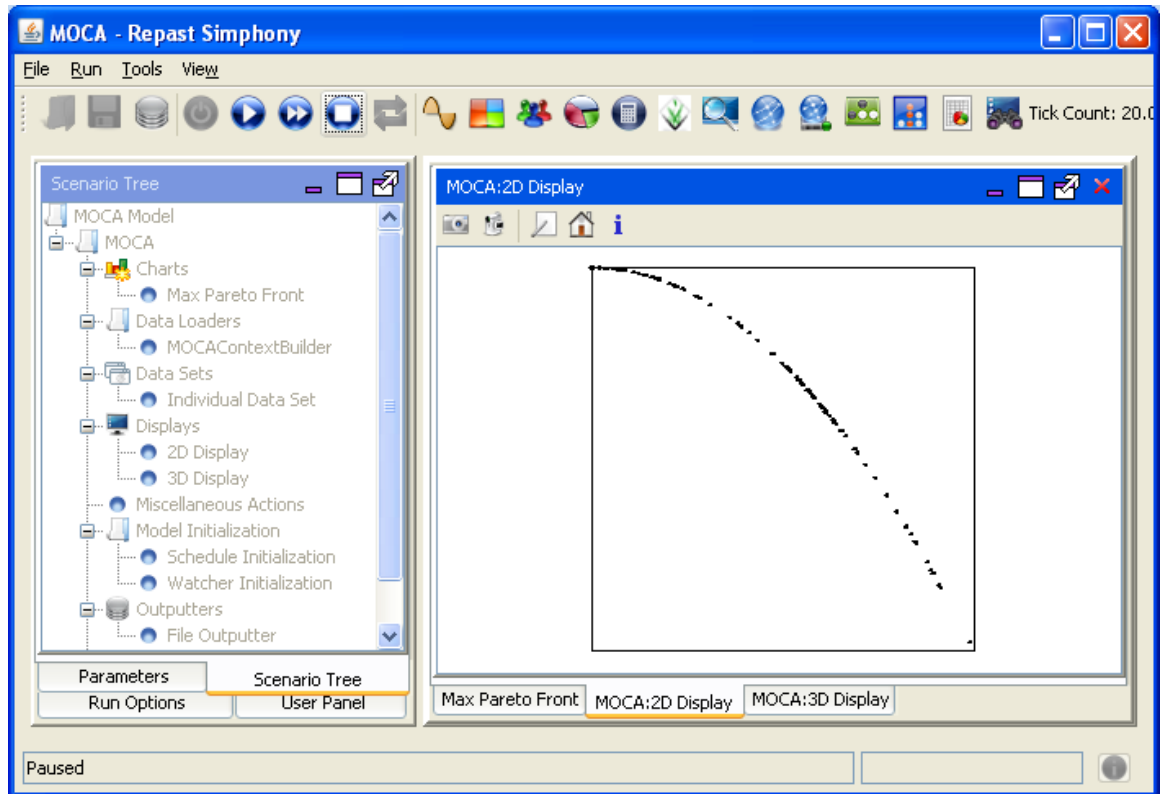 MOCA - Repast Simphony
File Run Tools View
Tick Count: 20.0
Scenario Tree
MOCA Model
MOCA
Charts
Max Pareto Front
Data Loaders
MOCAContextBuilder
Data Sets
Individual Data Set
Displays
2D Display
3D Display
Miscellaneous Actions
Model Initialization
Schedule Initialization
Watcher Initialization
Outputters
File Outputter
Parameters
Scenario Tree
Run Options
User Panel
MOCA:2D Display
i
Max Pareto Front
MOCA:2D Display
MOCA:3D Display
Paused